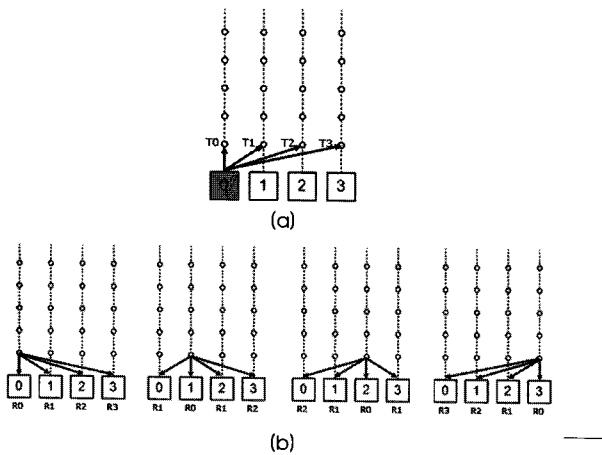 T0 T1 T2 T3
0 1 2 3
(a)
0 1 2 3 0 1 2 3 0 1 2 3 0 1 2 3
R0 R1 R2 R3 R1 R0 R1 R2 R2 R1 R0 R1 R3 R2 R1 R0
(b)